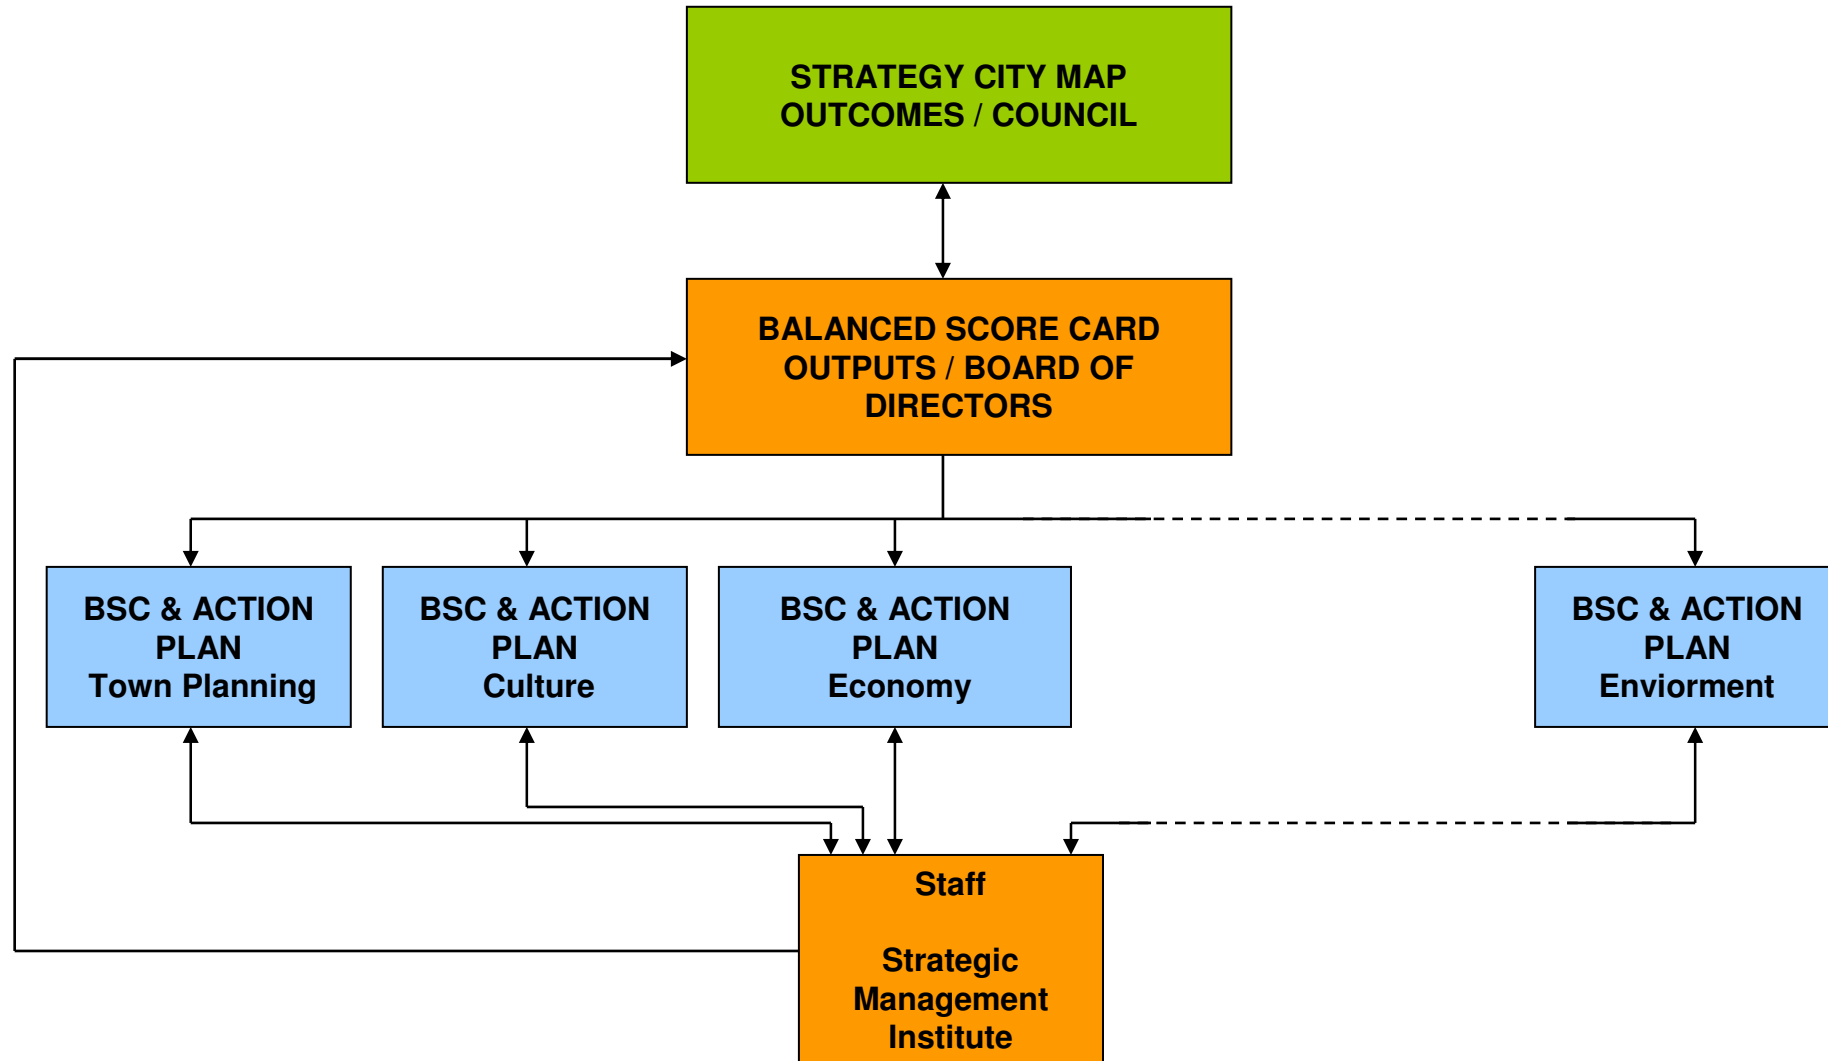 STRATEGY CITY MAP
OUTCOMES / COUNCIL
BALANCED SCORE CARD
OUTPUTS / BOARD OF
DIRECTORS
BSC & ACTION
PLAN
Town Planning
BSC & ACTION
PLAN
Culture
BSC & ACTION
PLAN
Economy
BSC & ACTION
PLAN
Enviorment
Staff
Strategic
Management
Institute